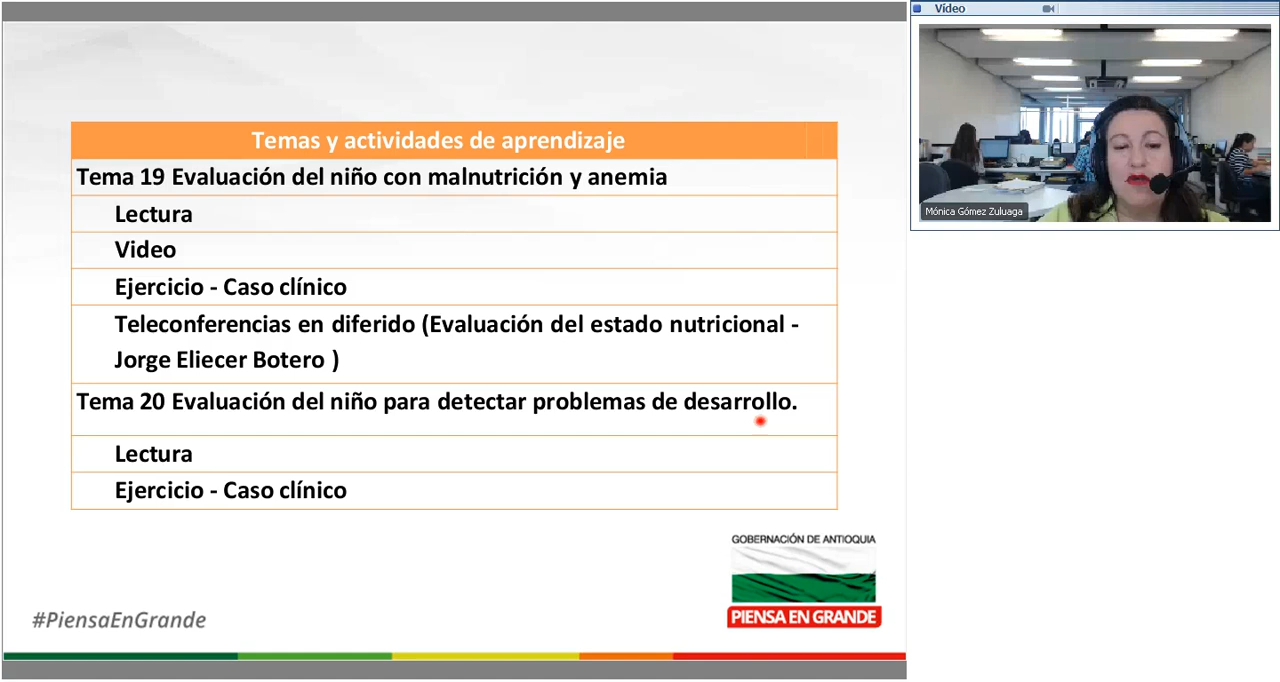 Temas y actividades de aprendizaje
Tema 19 Evaluación del niño con malnutrición y anemia
Lectura
Video
Ejercicio - Caso clínico
Teleconferencias en diferido (Evaluación del estado nutricional -
Jorge Eliecer Botero )
Tema 20 Evaluación del niño para detectar problemas de desarrollo.
Lectura
Ejercicio - Caso clínico
GOBERNACIÓN DE ANTIOQUIA
PIENSA EN GRANDE
#PiensaEnGrande
Vídeo
Mónica Gómez Zuluaga